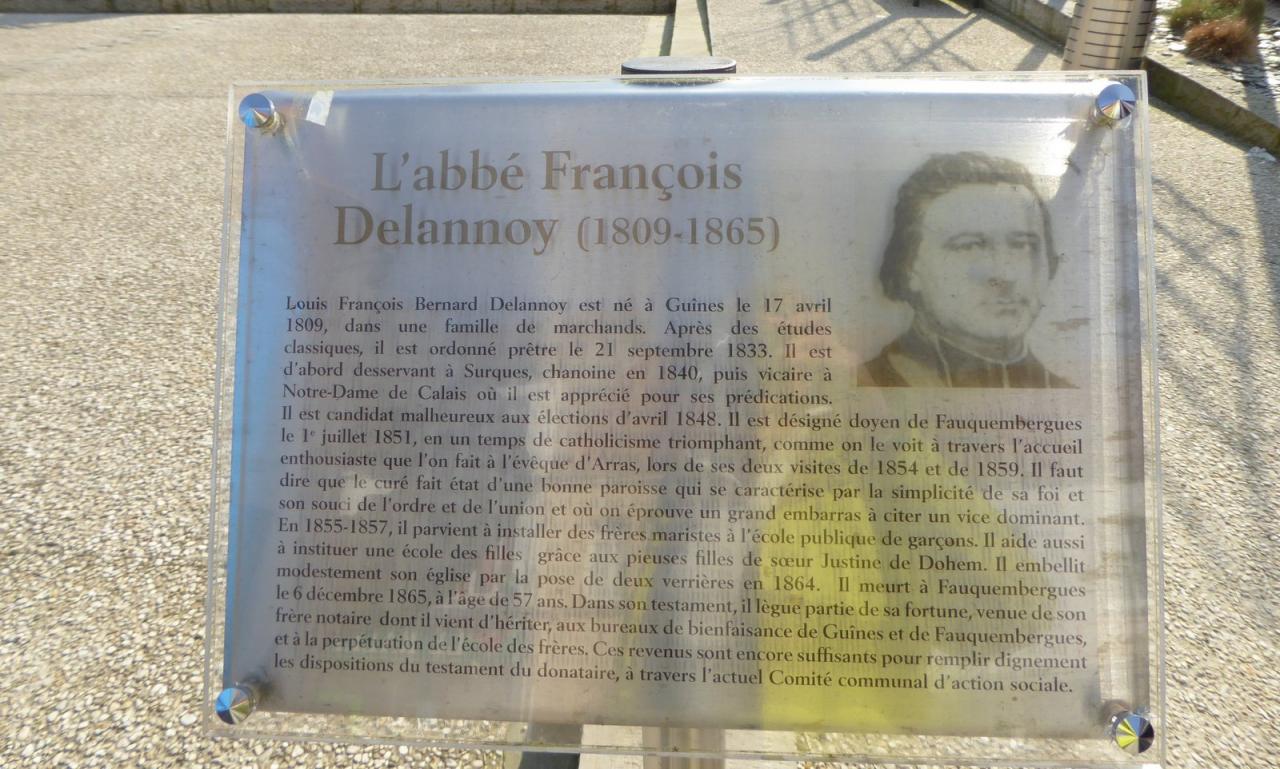 L'abbé François
Delannoy (1809-1865)
Louis François Bernard Delannoy est né à Guînes le 17 avril
1809, dans une famille de marchands. Après des études
classiques, il est ordonné prêtre le 21 septembre 1833. Il est
d'abord desservant à Surques, chanoine en 1840, puis vicaire à
Notre-Dame de Calais où il est apprécié pour ses prédications.
Il est candidat malheureux aux élections d'avril 1848. Il est désigné doyen de Fauquembergues
le 1e juillet 1851, en un temps de catholicisme triomphant, comme on le voit à travers l'accueil
enthousiaste que l'on fait à l'évêque d'Arras, lors de ses deux visites de 1854 et de 1859. Il faut
dire que le curé fait état d'une bonne paroisse qui se caractérise par la simplicité de sa foi et
son souci de l'ordre et de l'union et où on éprouve un grand embarras à citer un vice dominant.
En 1855-1857, il parvient à installer des frères maristes à l'école publique de garçons. Il aide aussi
à instituer une école des filles grâce aux pieuses filles de sœur Justine de Dohem. Il embellit
modestement son église par la pose de deux verrières en 1864. Il meurt à Fauquembergues
le 6 décembre 1865, à l'âge de 57 ans. Dans son testament, il lègue partie de sa fortune, venue de son
frère notaire dont il vient d'hériter, aux bureaux de bienfaisance de Guînes et de Fauquembergues,
et à la perpétuation de l'école des frères. Ces revenus sont encore suffisants pour remplir dignement
les dispositions du testament du donataire, à travers l'actuel Comité communal d'action sociale.